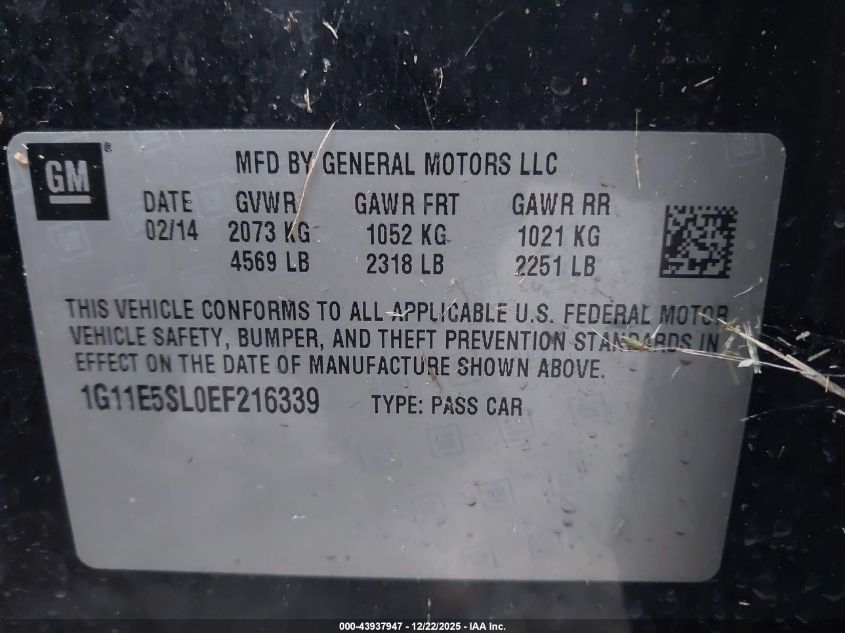 GM
MFD BY GENERAL MOTORS LLC
DATE GVWR GAWR FRT GAWR RR
02/14 2073 KG 1052 KG 1021 KG
4569 LB 2318 LB 2251 LB
THIS VEHICLE CONFORMS TO ALL APPLICABLE U.S. FEDERAL MOTOR
VEHICLE SAFETY, BUMPER, AND THEFT PREVENTION STANDARDS IN
EFFECT ON THE DATE OF MANUFACTURE SHOWN ABOVE.
1G11E5SL0EF216339 TYPE: PASS CAR
000-43937947 - 12/22/2025 - IAA Inc.